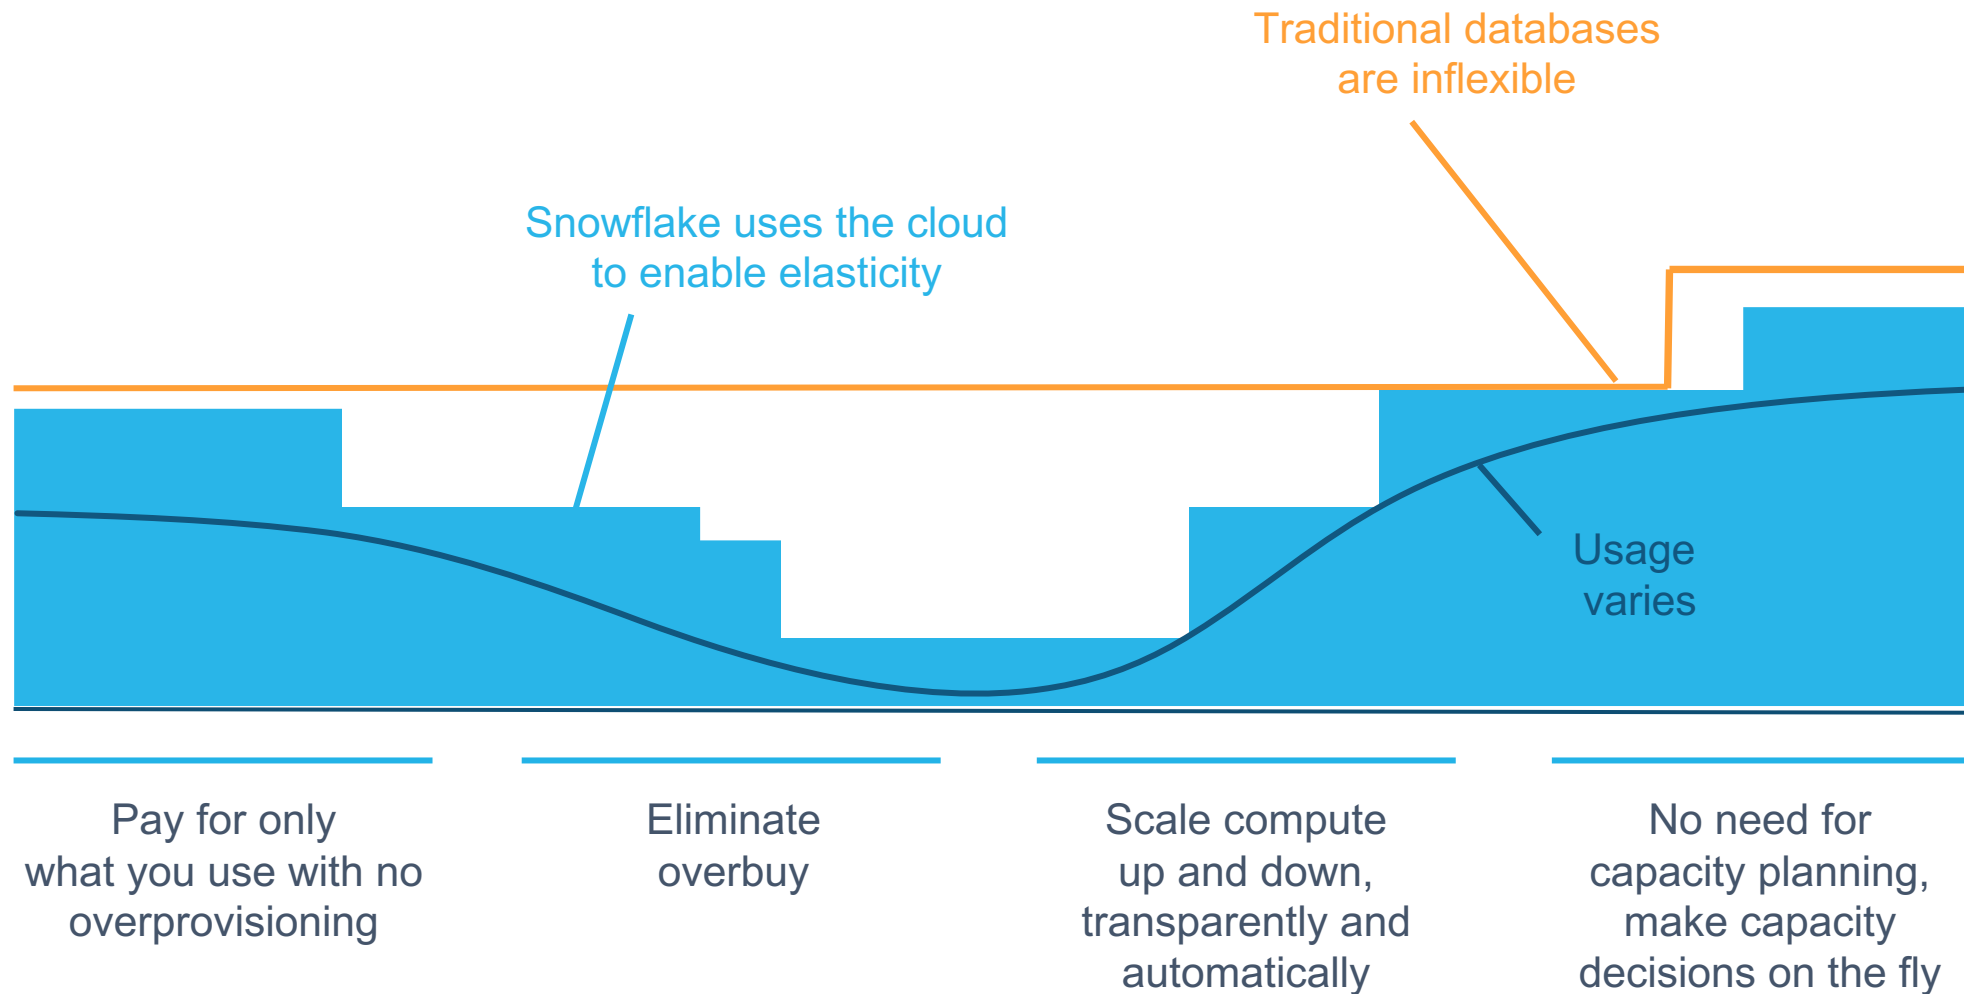 Traditional databases
are inflexible
Snowflake uses the cloud
to enable elasticity
Usage
varies
Pay for only
what you use with no
overprovisioning
Eliminate
overbuy
Scale compute
up and down,
transparently and
automatically
No need for
capacity planning,
make capacity
decisions on the fly